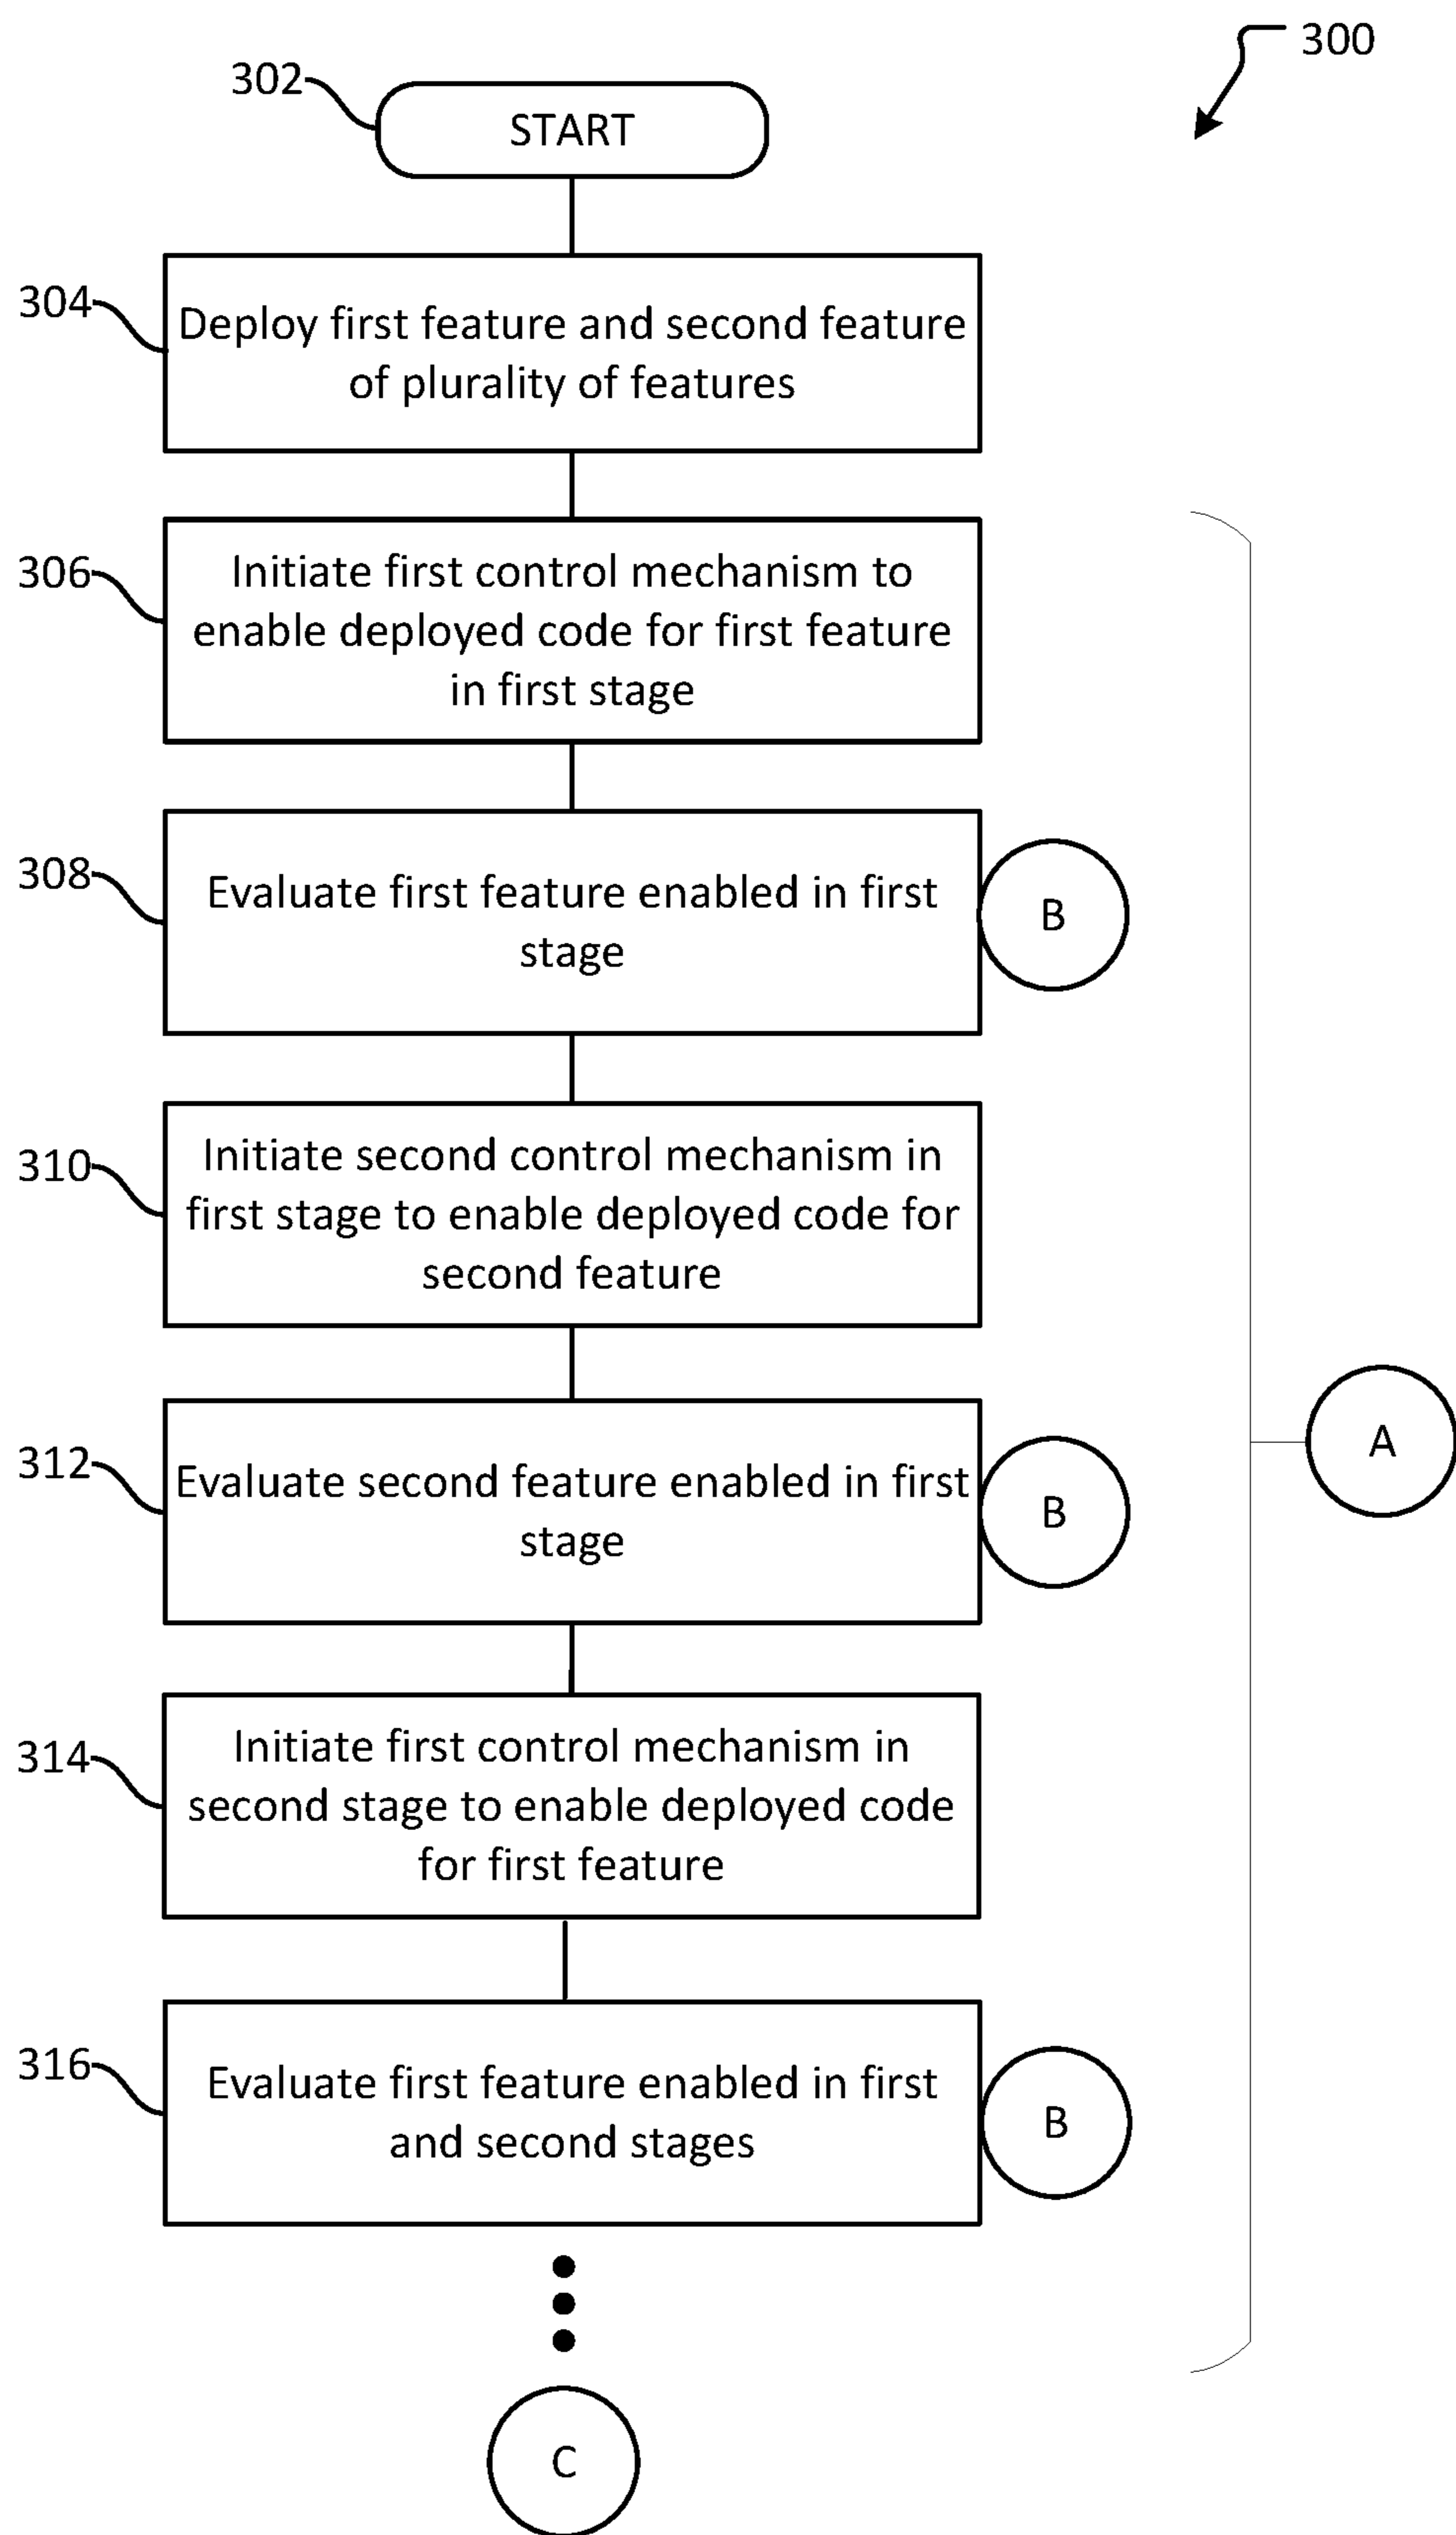 300
302
START
304
Deploy first feature and second feature
of plurality of features
306
Initiate first control mechanism to
enable deployed code for first feature
in first stage
308
Evaluate first feature enabled in first
stage
B
310
Initiate second control mechanism in
first stage to enable deployed code for
second feature
312
Evaluate second feature enabled in first
stage
B
A
314
Initiate first control mechanism in
second stage to enable deployed code
for first feature
316
Evaluate first feature enabled in first
and second stages
B
C